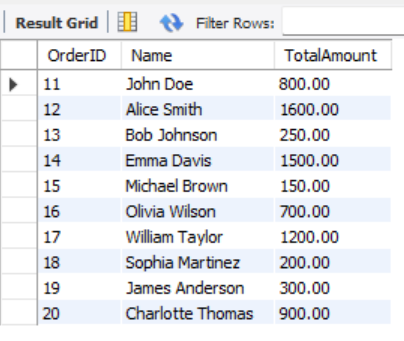 Result Grid Filter Rows:
OrderID Name TotalAmount
11 John Doe 800.00
12 Alice Smith 1600.00
13 Bob Johnson 250.00
14 Emma Davis 1500.00
15 Michael Brown 150.00
16 Olivia Wilson 700.00
17 William Taylor 1200.00
18 Sophia Martinez 200.00
19 James Anderson 300.00
20 Charlotte Thomas 900.00